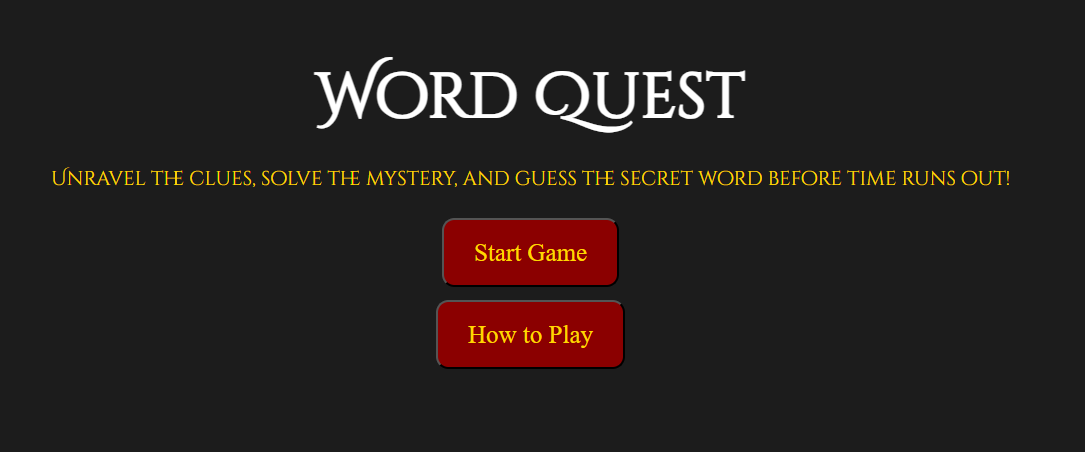 Word Quest
Unravel the clues, solve the mystery, and guess the secret word before time runs out!
Start Game
How to Play